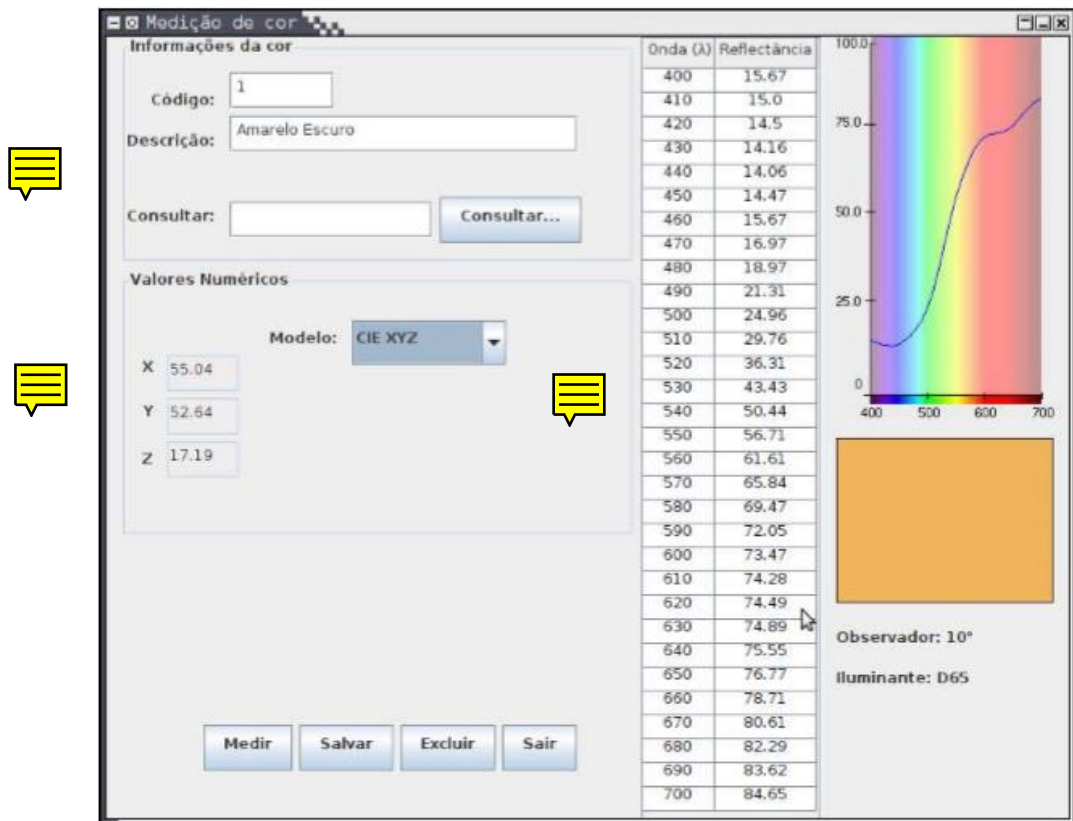 Medição de cor
Informações da cor
Código: 1
Descrição: Amarelo Escuro
Consultar: Consultar...
Valores Numéricos
Modelo: CIE XYZ
X 55.04
Y 52.64
Z 17.19
Medir Salvar Excluir Sair
Onda (λ) Reflectância
400 15.67
410 15.0
420 14.5
430 14.16
440 14.06
450 14.47
460 15.67
470 16.97
480 18.97
490 21.31
500 24.96
510 29.76
520 36.31
530 43.43
540 50.44
550 56.71
560 61.61
570 65.84
580 69.47
590 72.05
600 73.47
610 74.28
620 74.49
630 74.89
640 75.55
650 76.77
660 78.71
670 80.61
680 82.29
690 83.62
700 84.65
100.0
75.0
50.0
25.0
0
400 500 600 700
Observador: 10°
Iluminante: D65